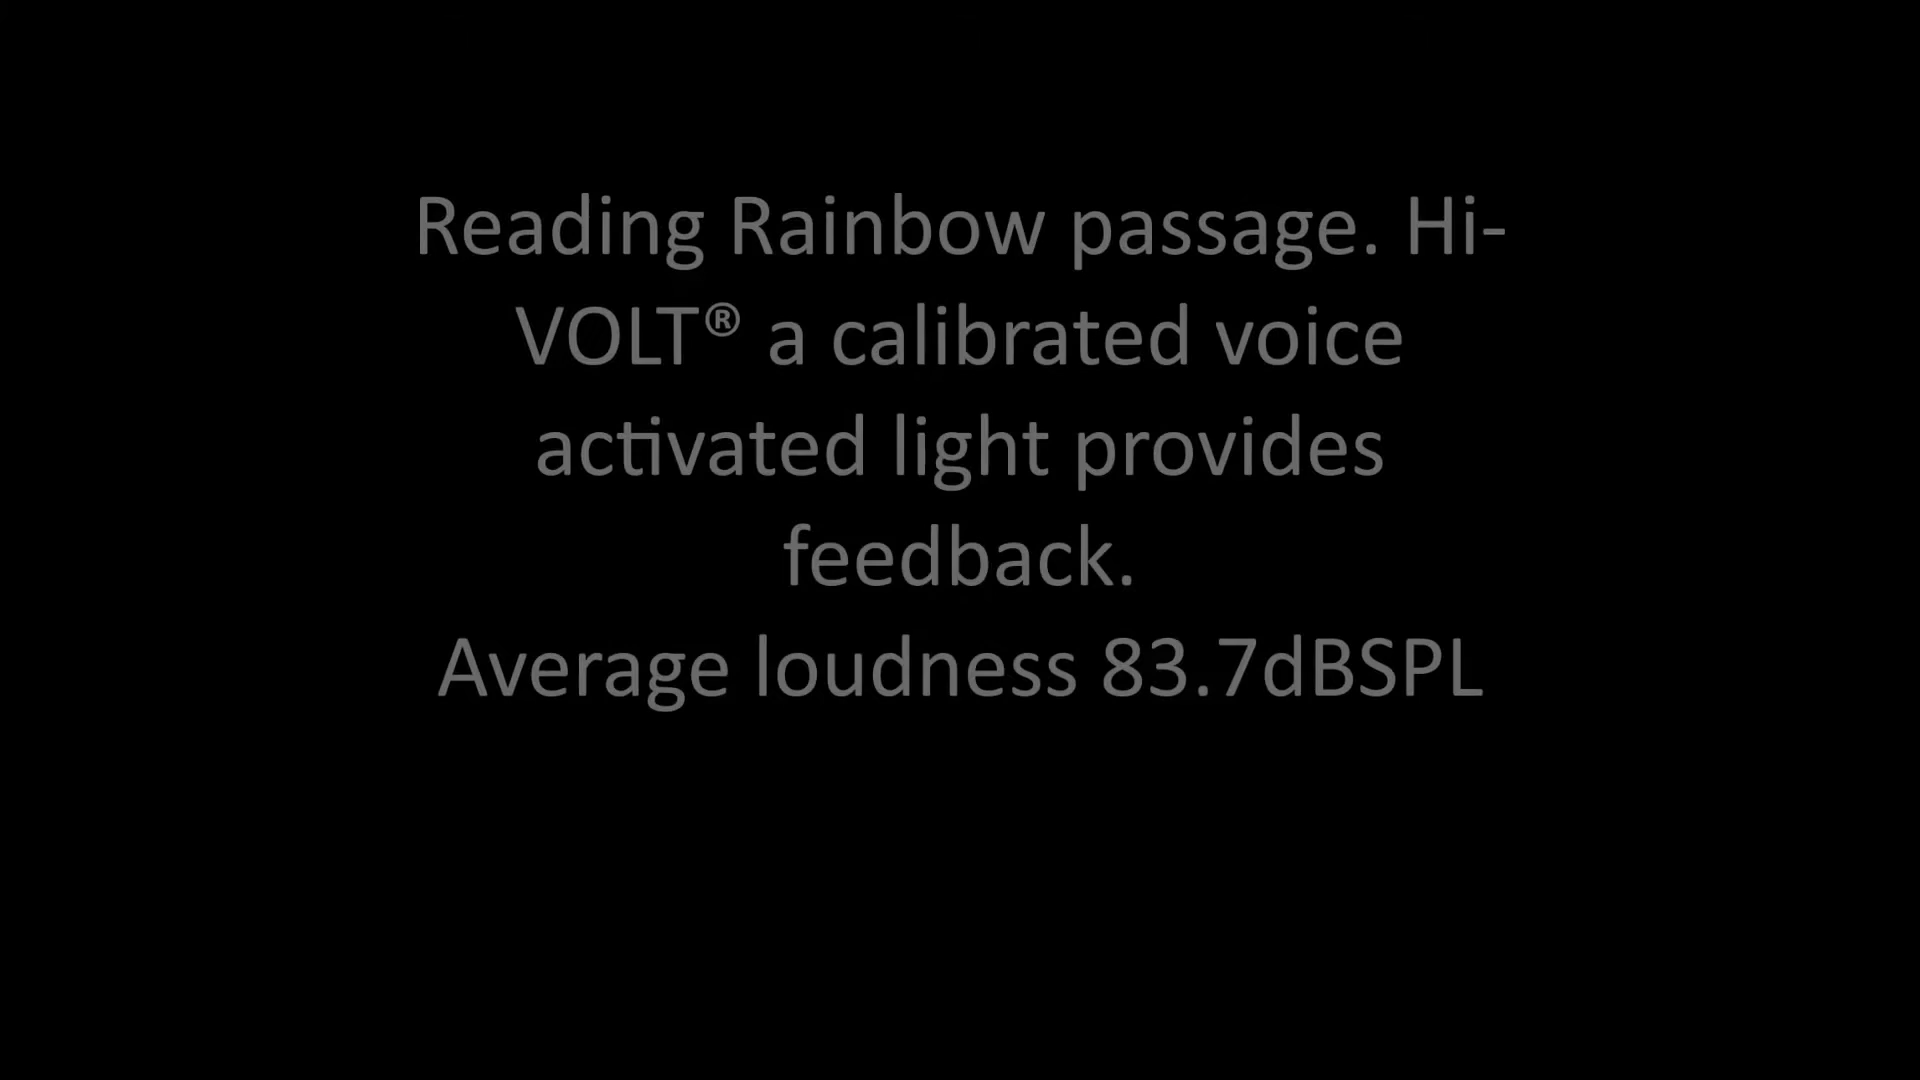 Reading Rainbow passage. Hi-
VOLT® a calibrated voice
activated light provides
feedback.
Average loudness 83.7dBSPL